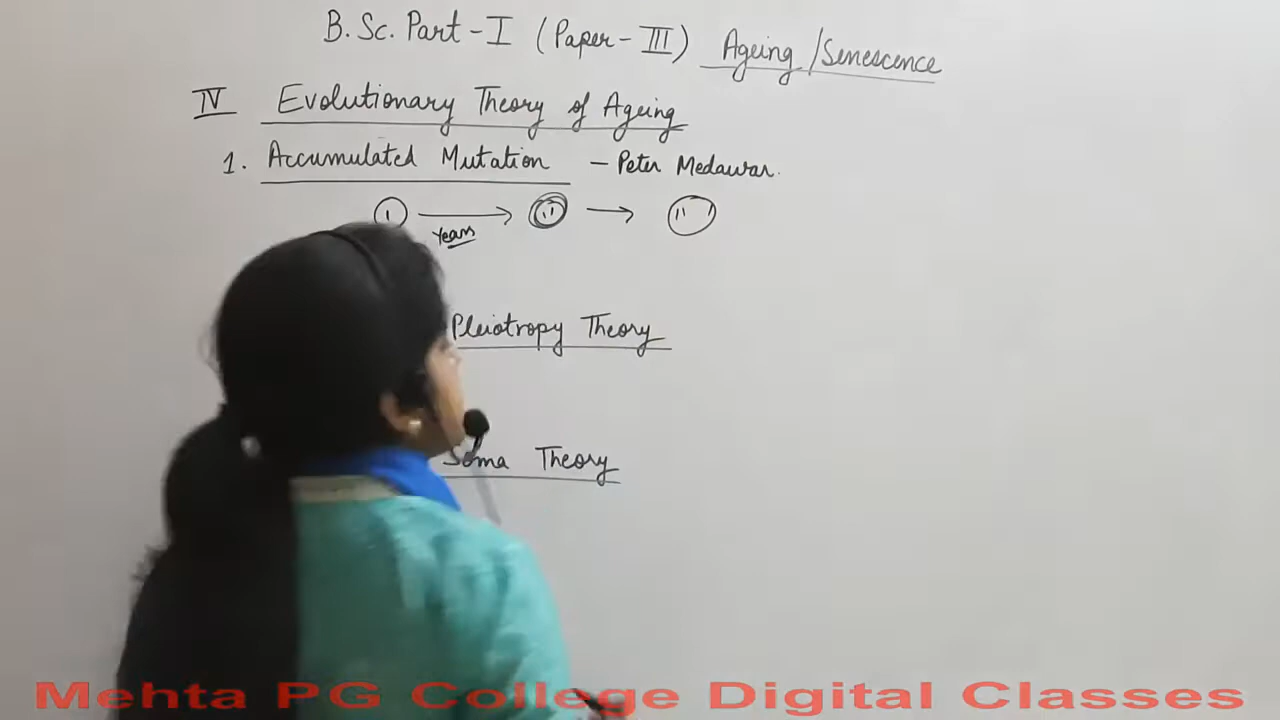 B.Sc. Part-I (Paper-III) Ageing/Senescence
IV Evolutionary Theory of Ageing
1. Accumulated Mutation - Peter Medawar.
Years
Pleiotropy Theory
Soma Theory
Mehta PG College Digital Classes